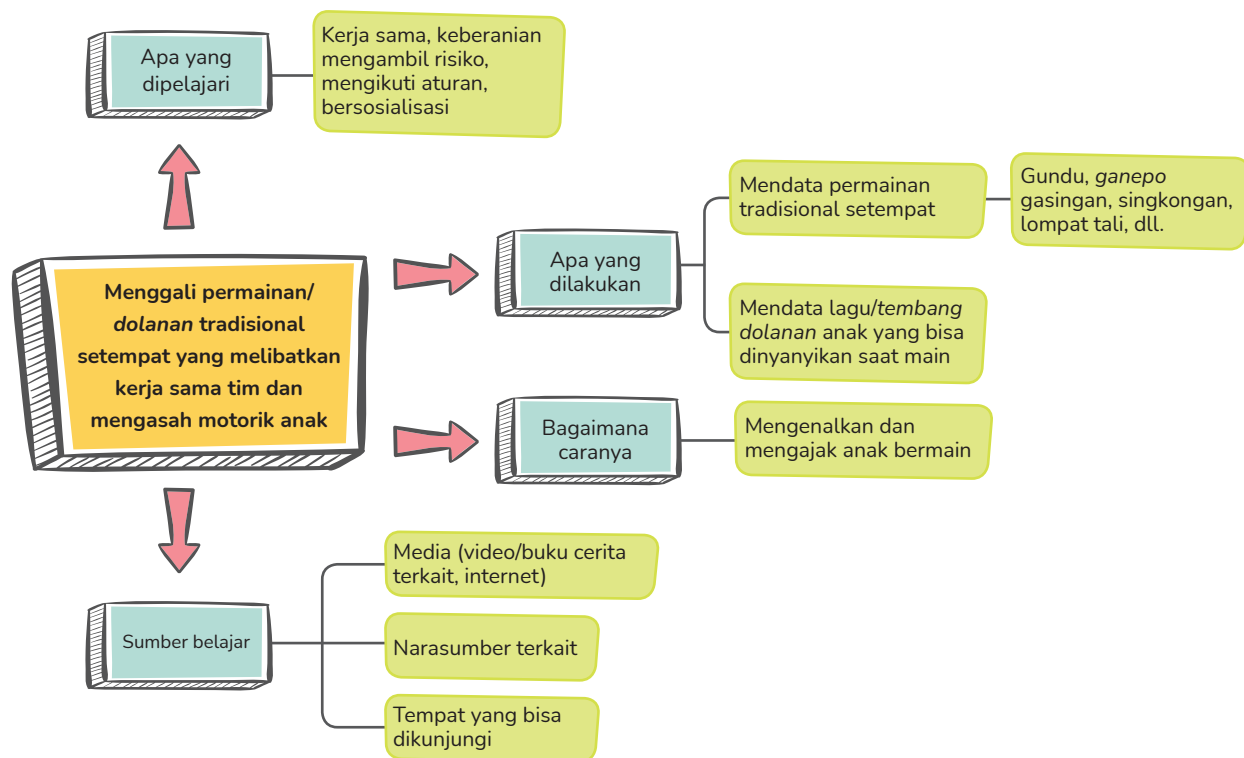 Apa yang
dipelajari
Kerja sama, keberanian
mengambil risiko,
mengikuti aturan,
bersosialisasi
Menggali permainan/
dolanan tradisional
setempat yang melibatkan
kerja sama tim dan
mengasah motorik anak
Apa yang
dilakukan
Mendata permainan
tradisional setempat
Gundu, ganepo
gasingan, singkongan,
lompat tali, dll.
Mendata lagu/tembang
dolanan anak yang bisa
dinyanyikan saat main
Bagaimana
caranya
Mengenalkan dan
mengajak anak bermain
Sumber belajar
Media (video/buku cerita
terkait, internet)
Narasumber terkait
Tempat yang bisa
dikunjungi